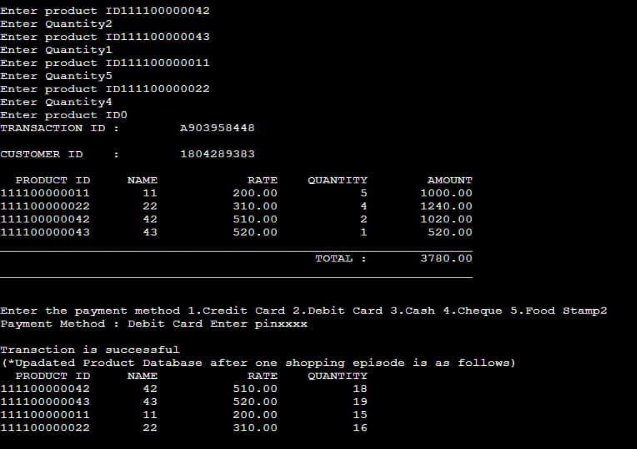 Enter product ID111100000042
Enter Quantity2
Enter product ID111100000043
Enter Quantity1
Enter product ID111100000011
Enter Quantity5
Enter product ID111100000022
Enter Quantity4
Enter product ID0
TRANSACTION ID : A903958448
CUSTOMER ID : 1804289383
PRODUCT ID NAME RATE QUANTITY AMOUNT
111100000011 11 200.00 5 1000.00
111100000022 22 310.00 4 1240.00
111100000042 42 510.00 2 1020.00
111100000043 43 520.00 1 520.00
TOTAL : 3780.00
Enter the payment method 1.Credit Card 2.Debit Card 3.Cash 4.Cheque 5.Food Stamp2
Payment Method : Debit Card Enter pinxxxx
Transction is successful
(*Upadated Product Database after one shopping episode is as follows)
PRODUCT ID NAME RATE QUANTITY
111100000042 42 510.00 18
111100000043 43 520.00 19
111100000011 11 200.00 15
111100000022 22 310.00 16